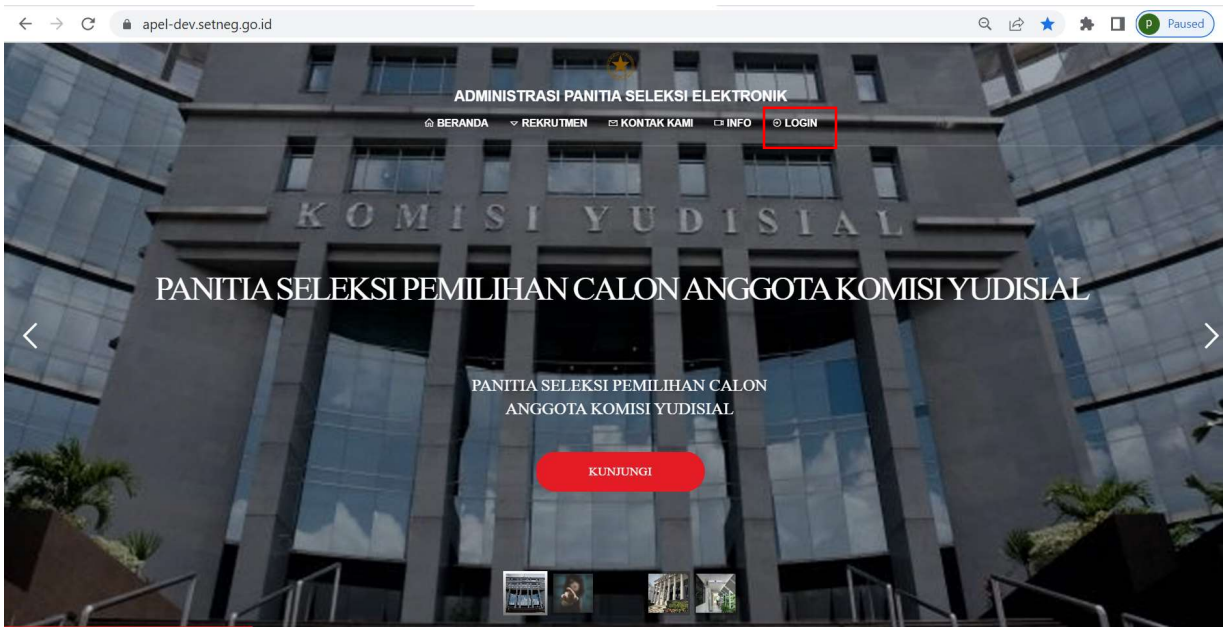 apel-dev.setneg.go.id
p Paused
ADMINISTRASI PANITIA SELEKSI ELEKTRONIK
BERANDA REKRUTMEN KONTAK KAMI INFO LOGIN
KOMISI YUDISIAL
PANITIA SELEKSI PEMILIHAN CALON ANGGOTA KOMISI YUDISIAL
PANITIA SELEKSI PEMILIHAN CALON
ANGGOTA KOMISI YUDISIAL
KUNJUNGI